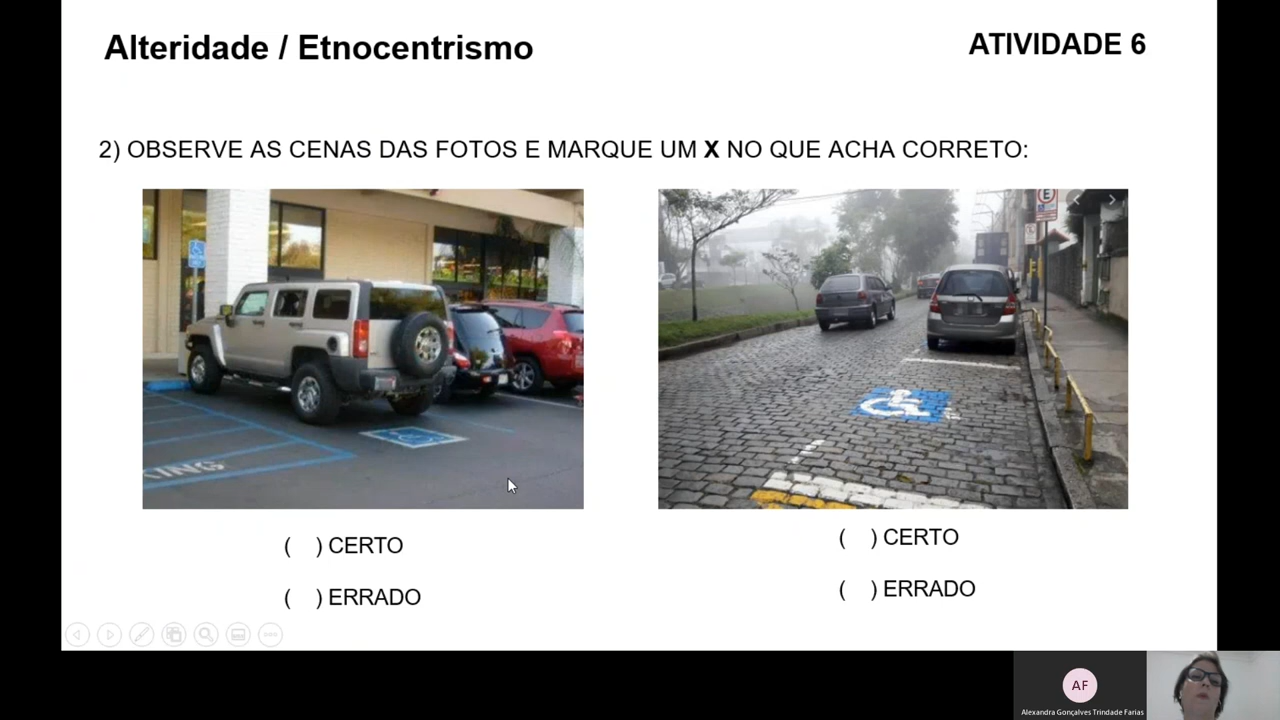 Alteridade / Etnocentrismo
ATIVIDADE 6
2) OBSERVE AS CENAS DAS FOTOS E MARQUE UM X NO QUE ACHA CORRETO:
KING
E
( ) CERTO
( ) ERRADO
( ) CERTO
( ) ERRADO
AF
Alexandra Gonçalves Trindade Farias